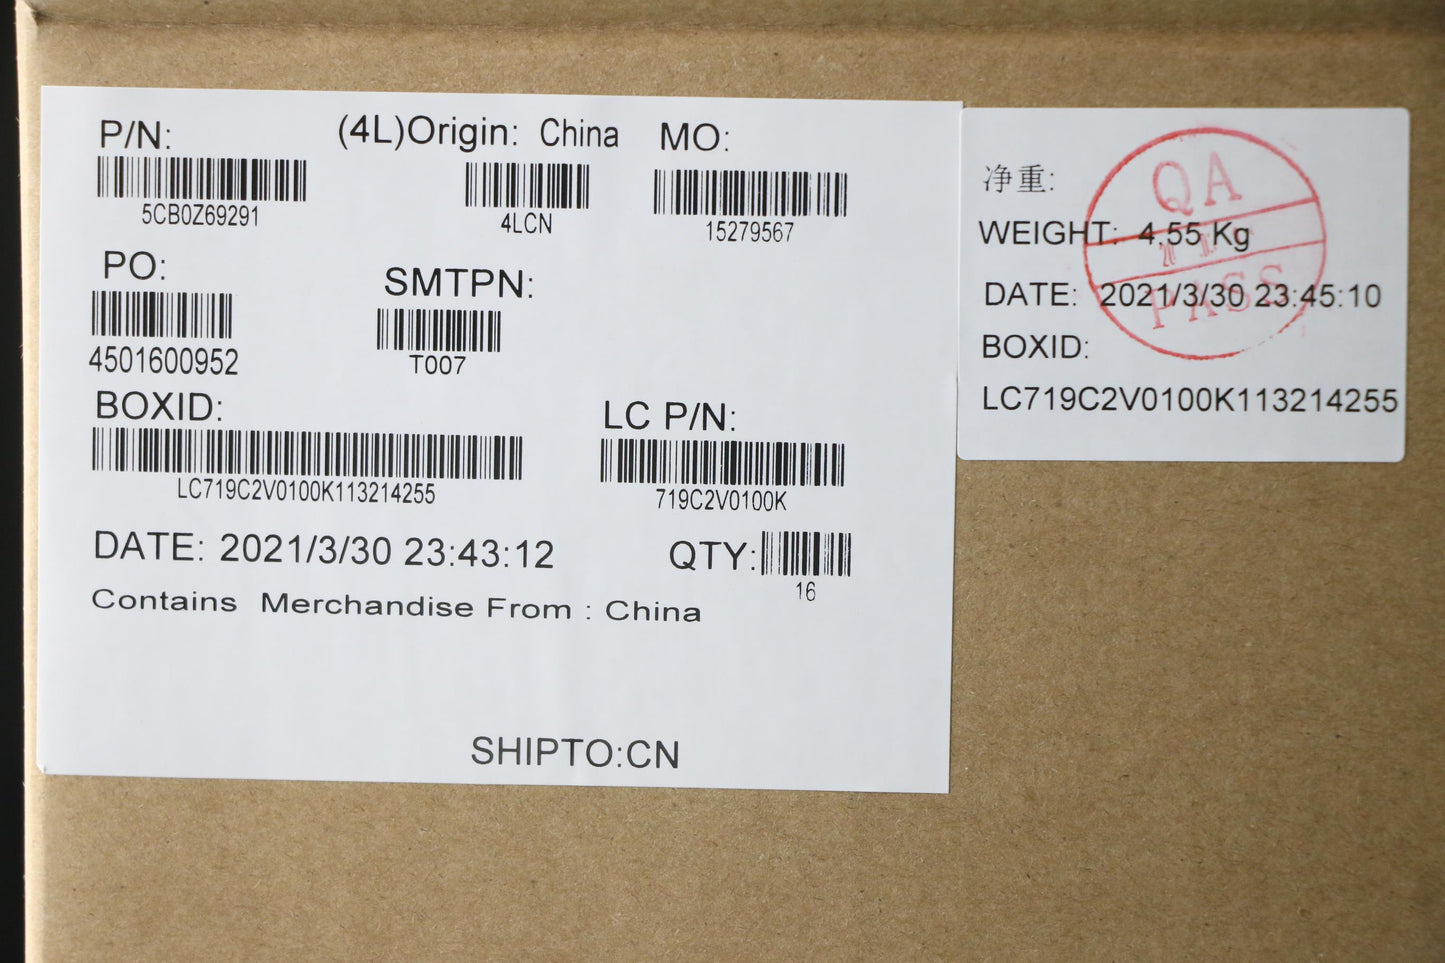 P/N: (4L)Origin: China MO:
5CB0Z69291 4LCN 15279567
PO: SMTPN:
4501600952 T007
BOXID: LC P/N:
LC719C2V0100K113214255 719C2V0100K
DATE: 2021/3/30 23:43:12 QTY:
16
Contains Merchandise From : China
SHIPTO:CN
净重:
WEIGHT: 4.55 Kg
DATE: 2021/3/30 23:45:10
BOXID:
LC719C2V0100K113214255
QA
PASS